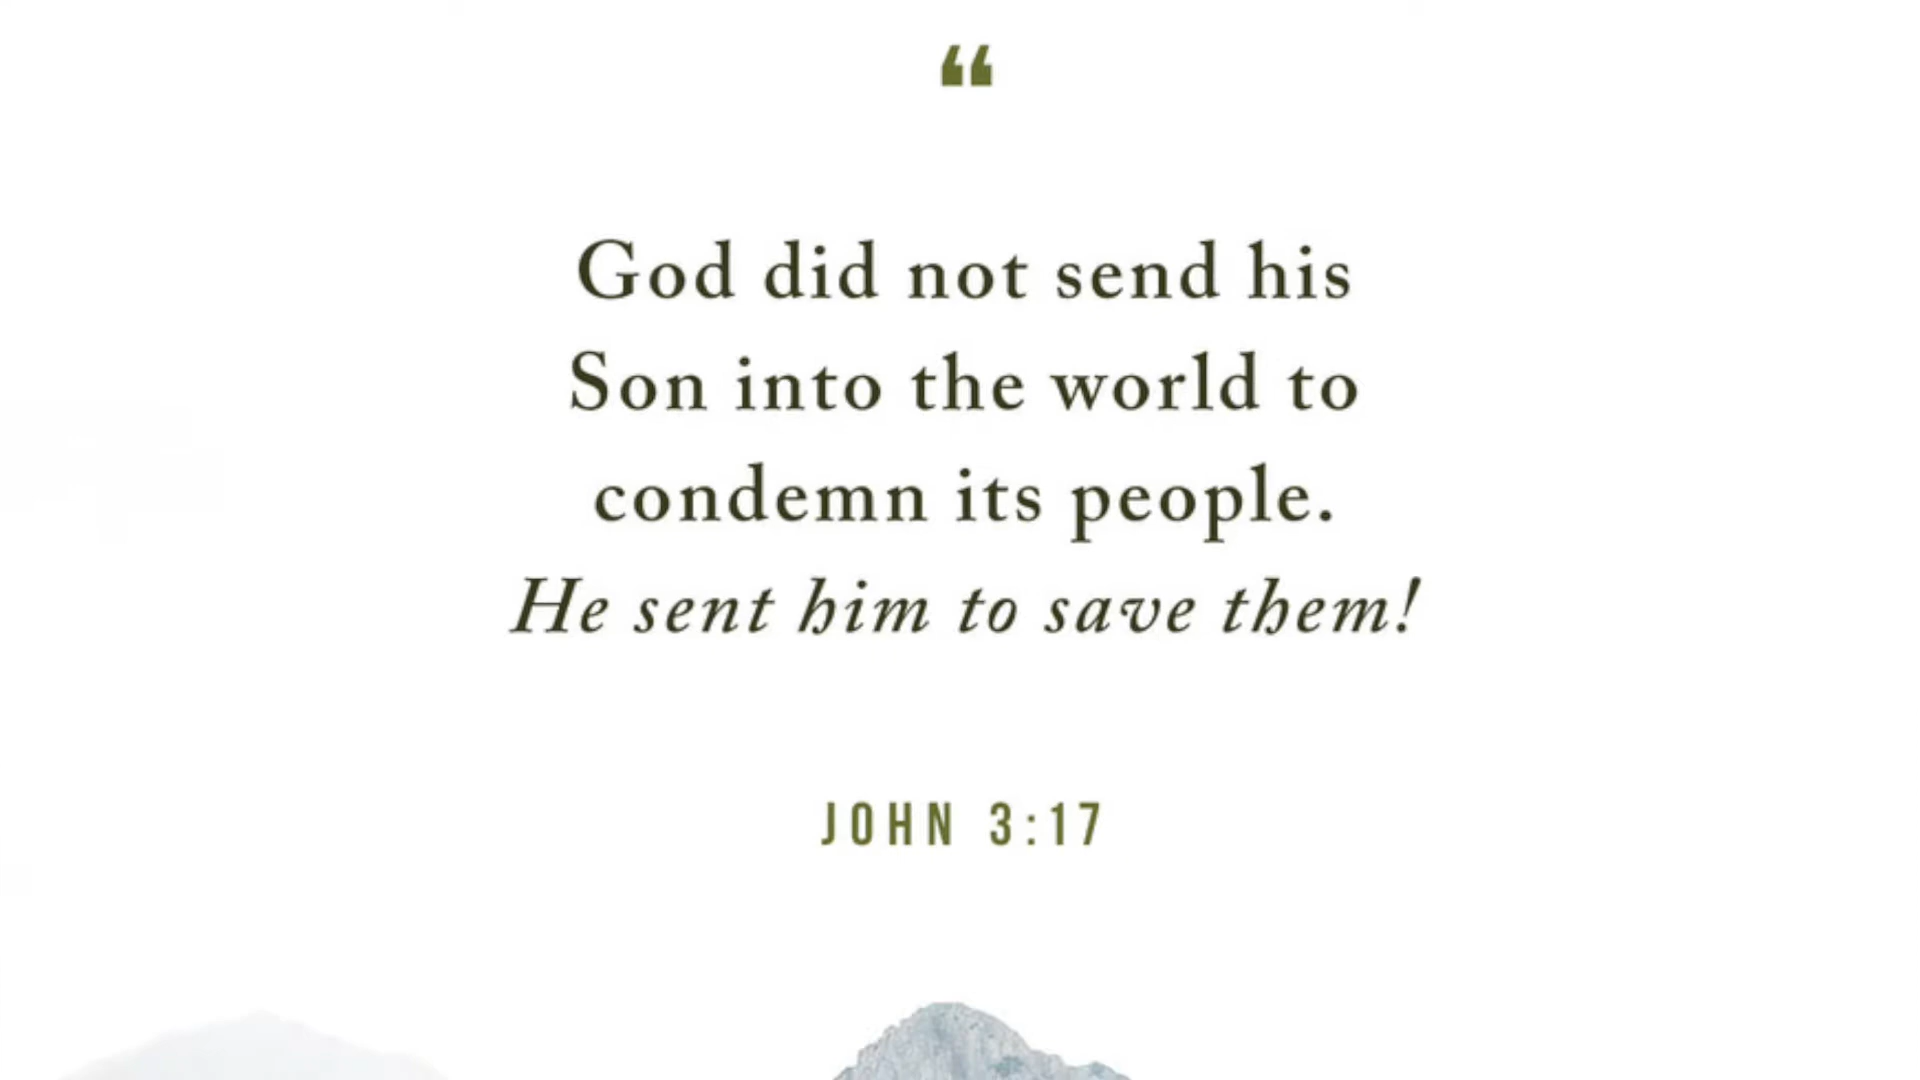 “
God did not send his
Son into the world to
condemn its people.
He sent him to save them!
JOHN 3:17